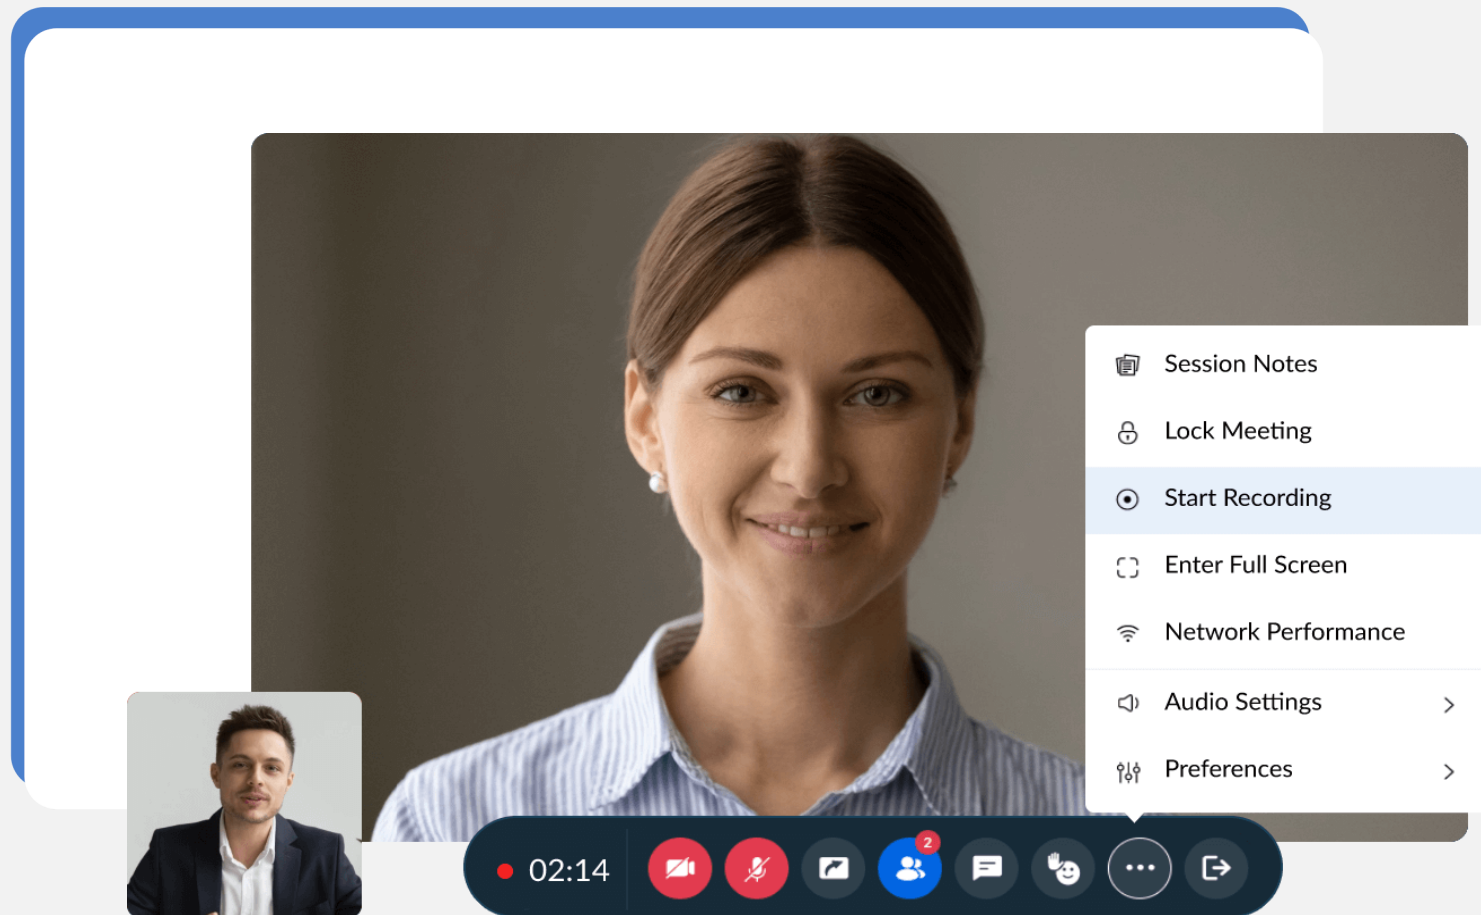 Session Notes
Lock Meeting
Start Recording
Enter Full Screen
Network Performance
Audio Settings
Preferences
02:14
2